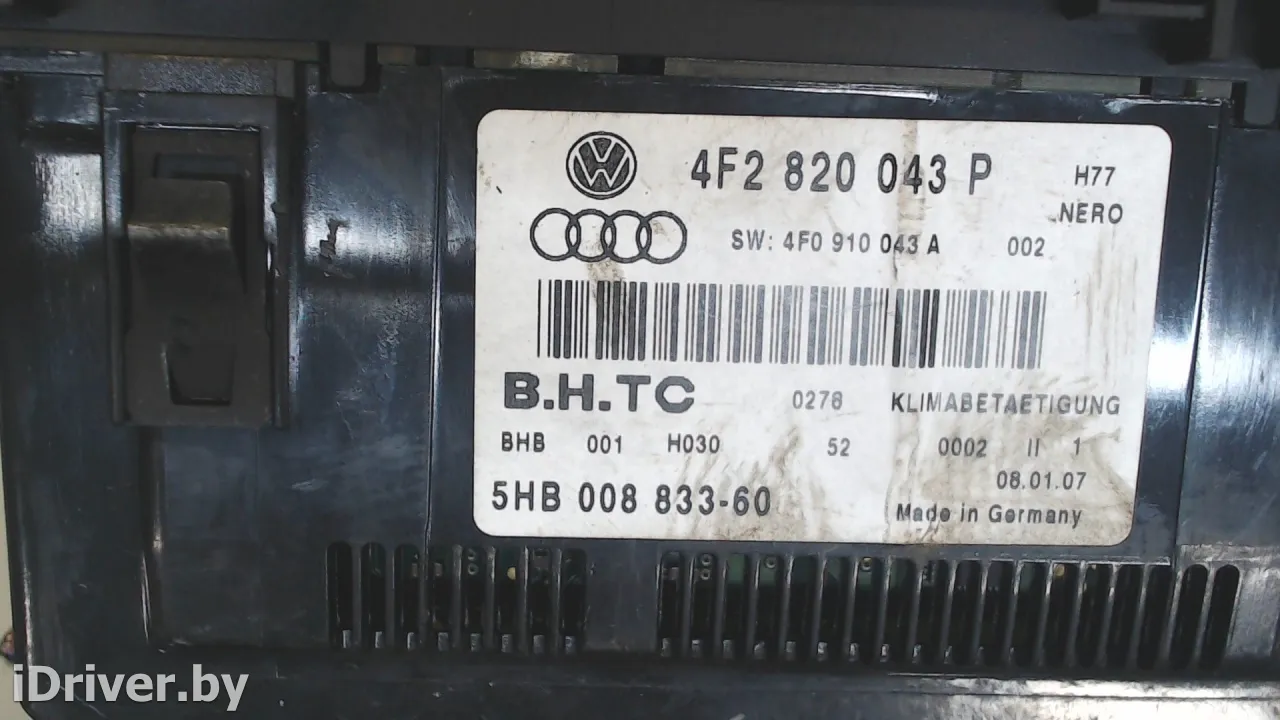 4F2 820 043 P H77
NERO
SW: 4F0 910 043 A 002
B.H.TC 0278 KLIMABETAETIGUNG
BHB 001 H030 52 0002 II 1
08.01.07
5HB 008 833-60 Made in Germany
iDriver.by